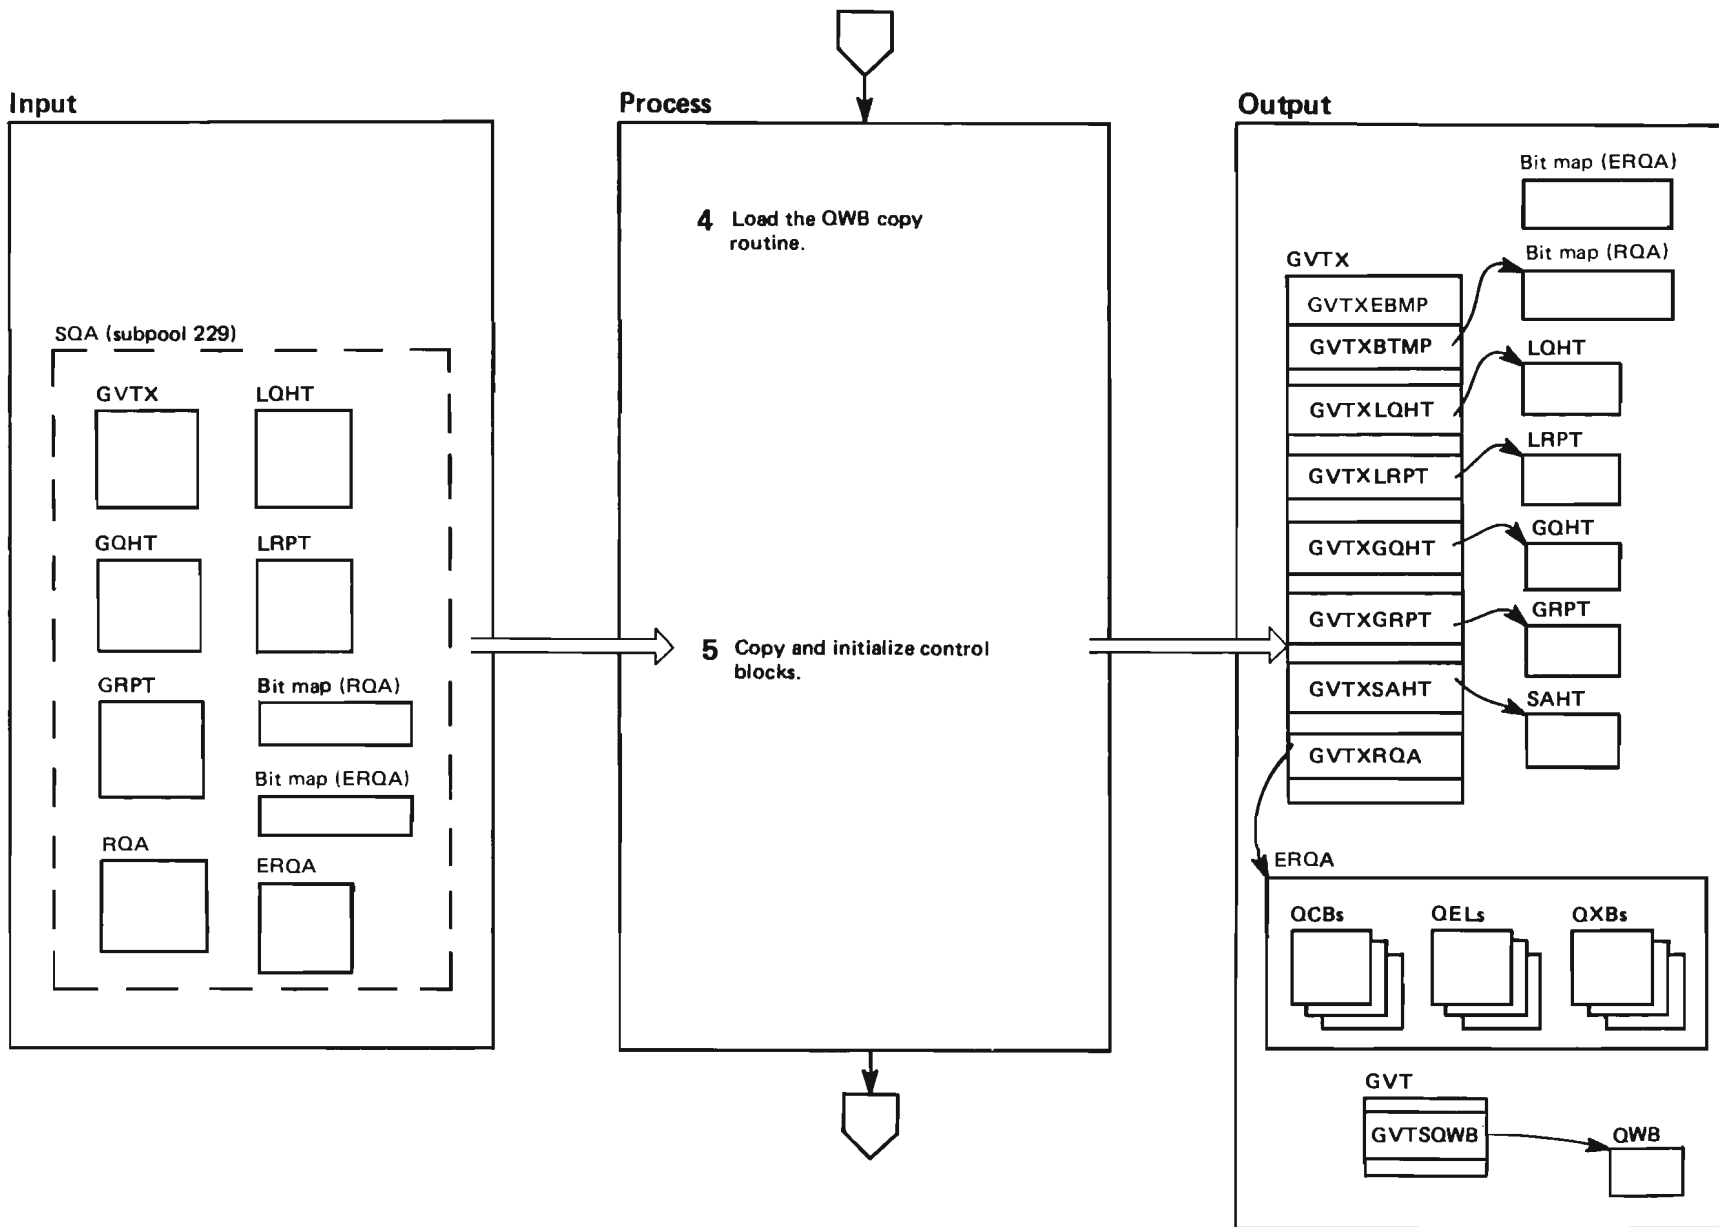 Input
SQA (subpool 229)
GVTX
LQHT
GQHT
LRPT
GRPT
Bit map (RQA)
Bit map (ERQA)
RQA
ERQA
Process
4 Load the QWB copy
routine.
5 Copy and initialize control
blocks.
Output
Bit map (ERQA)
Bit map (RQA)
GVTX
GVTXEBMP
GVTXBTMP
LQHT
GVTXLQHT
LRPT
GVTXLRPT
GQHT
GVTXGQHT
GRPT
GVTXGRPT
SAHT
GVTXSAHT
GVTXRQA
ERQA
QCBs
QELs
QXBs
GVT
GVTSQWB
QWB